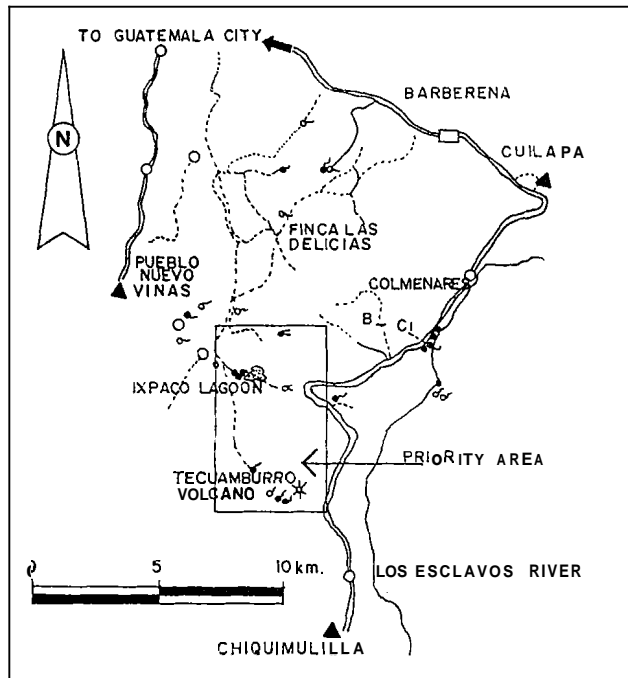 TO GUATEMALA CITY
BARBERENA
N
CUILAPA
FINCA LAS
DELICIAS
PUEBLO
NUEVO
VINAS
COLMENARES
B
C1
IXPACO LAGOON
PRIORITY AREA
TECUAMBURRO
VOLCANO
0 5 10 km.
LOS ESCLAVOS RIVER
CHIQUIMULILLA